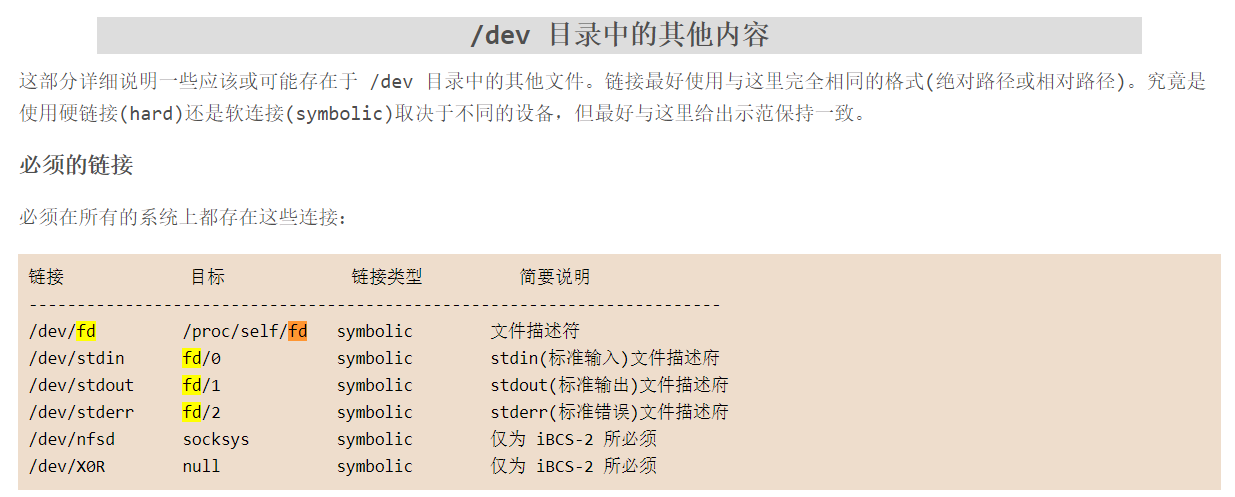 /dev 目录中的其他内容
这部分详细说明一些应该或可能存在于 /dev 目录中的其他文件。链接最好使用与这里完全相同的格式(绝对路径或相对路径)。究竟是
使用硬链接(hard)还是软连接(symbolic)取决于不同的设备，但最好与这里给出示范保持一致。
必须的链接
必须在所有的系统上都存在这些连接：
链接 目标 链接类型 简要说明
------------------------------------------------------------------------
/dev/fd /proc/self/fd symbolic 文件描述符
/dev/stdin fd/0 symbolic stdin(标准输入)文件描述府
/dev/stdout fd/1 symbolic stdout(标准输出)文件描述府
/dev/stderr fd/2 symbolic stderr(标准错误)文件描述府
/dev/nfsd socksys symbolic 仅为 iBCS-2 所必须
/dev/X0R null symbolic 仅为 iBCS-2 所必须